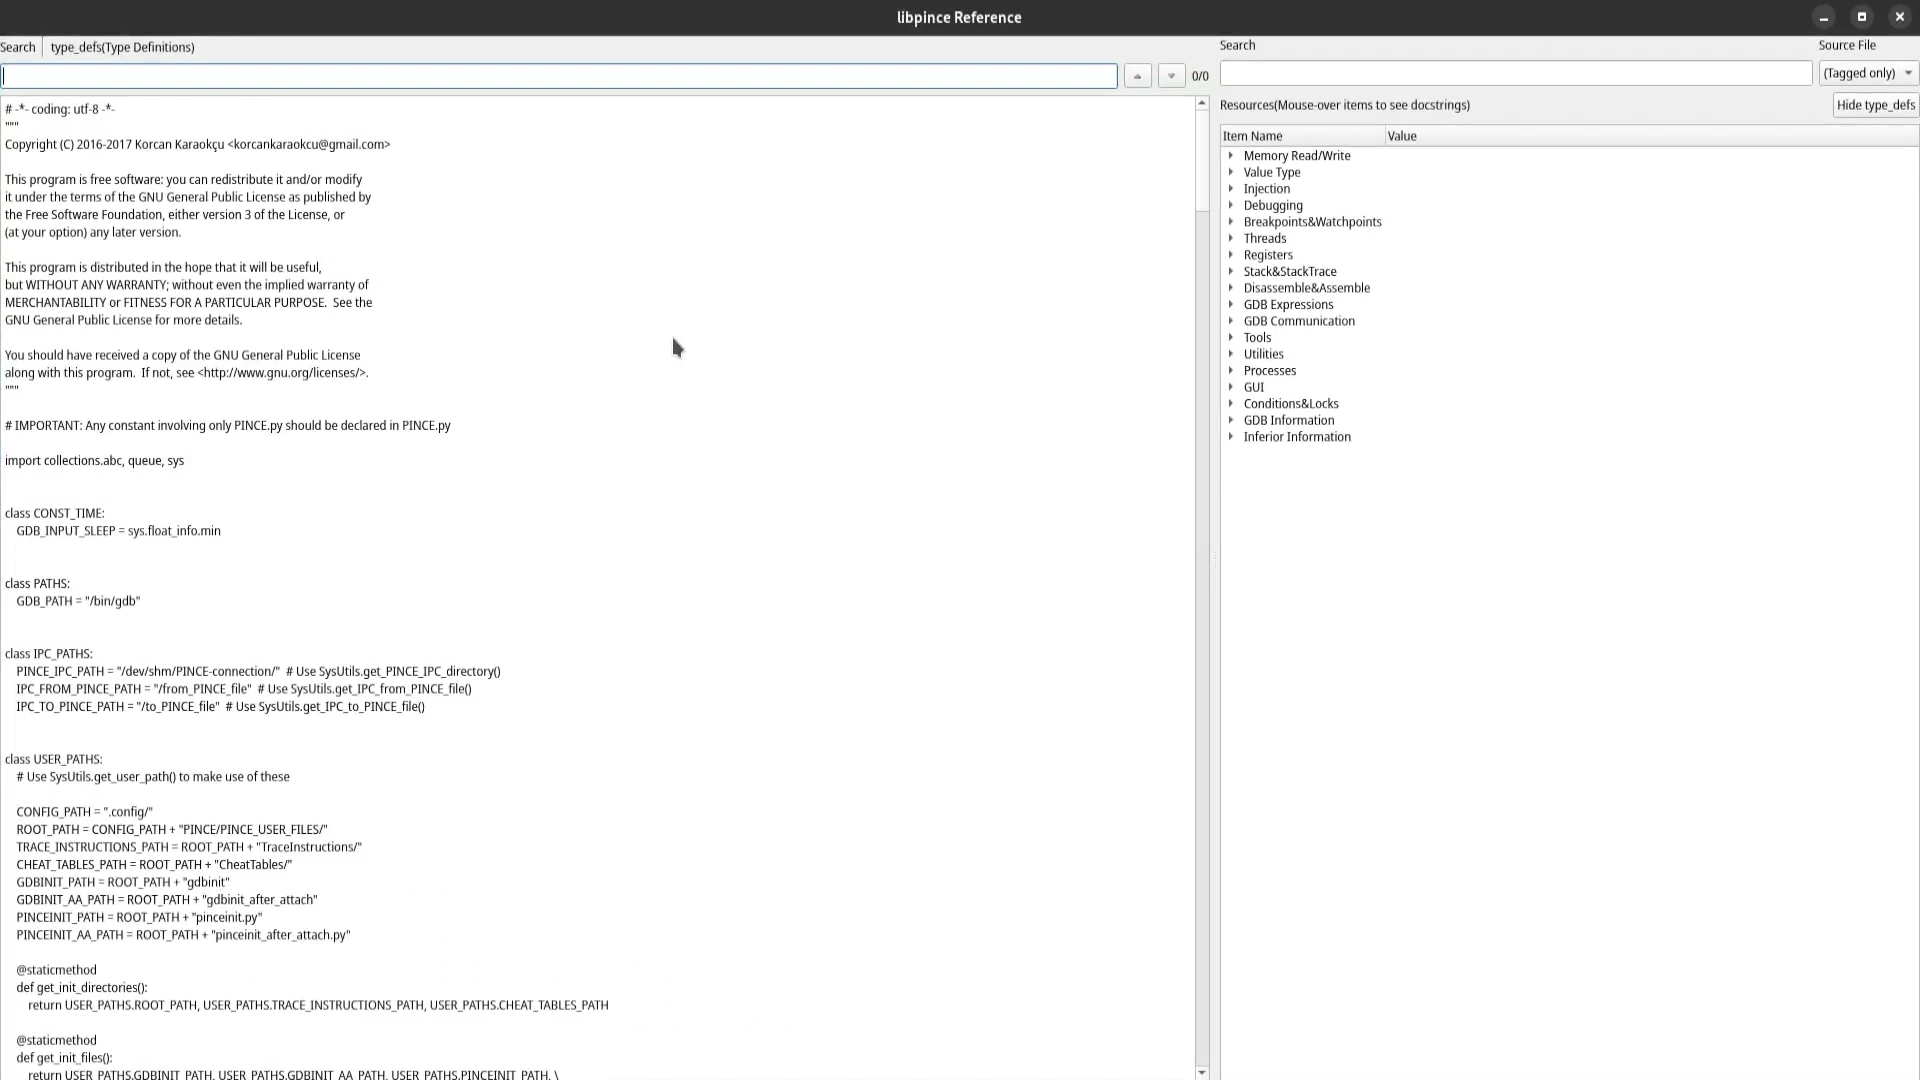 libpince Reference
Search type_defs(Type Definitions)
0/0
# -*- coding: utf-8 -*-
"""
Copyright (C) 2016-2017 Korcan Karaokçu <korcankaraokcu@gmail.com>
This program is free software: you can redistribute it and/or modify
it under the terms of the GNU General Public License as published by
the Free Software Foundation, either version 3 of the License, or
(at your option) any later version.
This program is distributed in the hope that it will be useful,
but WITHOUT ANY WARRANTY; without even the implied warranty of
MERCHANTABILITY or FITNESS FOR A PARTICULAR PURPOSE.  See the
GNU General Public License for more details.
You should have received a copy of the GNU General Public License
along with this program.  If not, see <http://www.gnu.org/licenses/>.
"""
# IMPORTANT: Any constant involving only PINCE.py should be declared in PINCE.py
import collections.abc, queue, sys
class CONST_TIME:
    GDB_INPUT_SLEEP = sys.float_info.min
class PATHS:
    GDB_PATH = "/bin/gdb"
class IPC_PATHS:
    PINCE_IPC_PATH = "/dev/shm/PINCE-connection/"  # Use SysUtils.get_PINCE_IPC_directory()
    IPC_FROM_PINCE_PATH = "/from_PINCE_file"  # Use SysUtils.get_IPC_from_PINCE_file()
    IPC_TO_PINCE_PATH = "/to_PINCE_file"  # Use SysUtils.get_IPC_to_PINCE_file()
class USER_PATHS:
    # Use SysUtils.get_user_path() to make use of these
    CONFIG_PATH = ".config/"
    ROOT_PATH = CONFIG_PATH + "PINCE/PINCE_USER_FILES/"
    TRACE_INSTRUCTIONS_PATH = ROOT_PATH + "TraceInstructions/"
    CHEAT_TABLES_PATH = ROOT_PATH + "CheatTables/"
    GDBINIT_PATH = ROOT_PATH + "gdbinit"
    GDBINIT_AA_PATH = ROOT_PATH + "gdbinit_after_attach"
    PINCEINIT_PATH = ROOT_PATH + "pinceinit.py"
    PINCEINIT_AA_PATH = ROOT_PATH + "pinceinit_after_attach.py"
    @staticmethod
    def get_init_directories():
        return USER_PATHS.ROOT_PATH, USER_PATHS.TRACE_INSTRUCTIONS_PATH, USER_PATHS.CHEAT_TABLES_PATH
    @staticmethod
    def get_init_files():
        return USER_PATHS.GDBINIT_PATH, USER_PATHS.GDBINIT_AA_PATH, USER_PATHS.PINCEINIT_PATH, \
Search
Source File
(Tagged only)
Resources(Mouse-over items to see docstrings)
Hide type_defs
Item Name Value
Memory Read/Write
Value Type
Injection
Debugging
Breakpoints&Watchpoints
Threads
Registers
Stack&StackTrace
Disassemble&Assemble
GDB Expressions
GDB Communication
Tools
Utilities
Processes
GUI
Conditions&Locks
GDB Information
Inferior Information